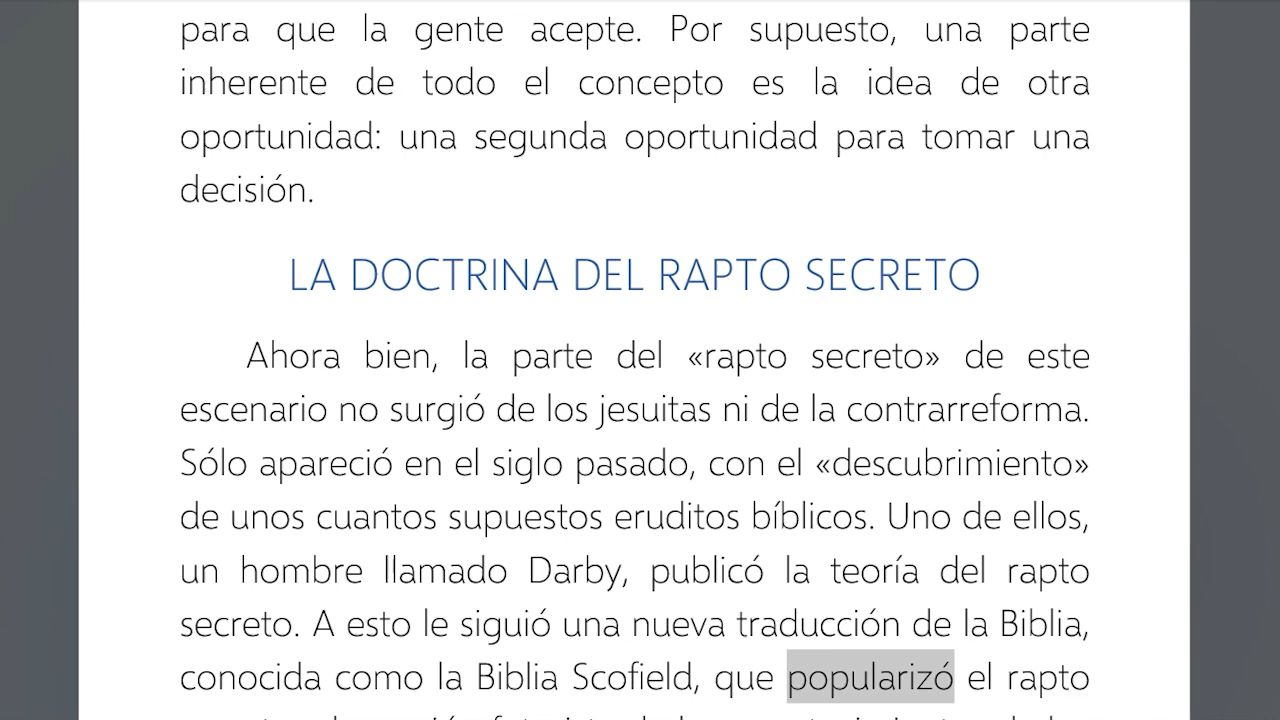 para que la gente acepte. Por supuesto, una parte
inherente de todo el concepto es la idea de otra
oportunidad: una segunda oportunidad para tomar una
decisión.
LA DOCTRINA DEL RAPTO SECRETO
Ahora bien, la parte del «rapto secreto» de este
escenario no surgió de los jesuitas ni de la contrarreforma.
Sólo apareció en el siglo pasado, con el «descubrimiento»
de unos cuantos supuestos eruditos bíblicos. Uno de ellos,
un hombre llamado Darby, publicó la teoría del rapto
secreto. A esto le siguió una nueva traducción de la Biblia,
conocida como la Biblia Scofield, que popularizó el rapto